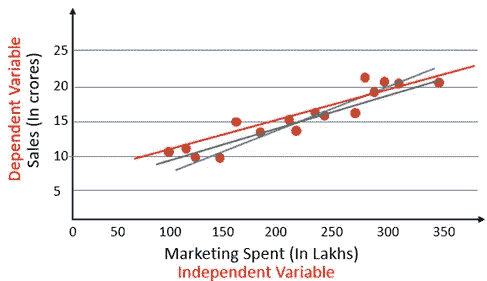 Dependent Variable
Sales (In crores)
25
20
15
10
5
0 50 100 150 200 250 300 350
Marketing Spent (In Lakhs)
Independent Variable